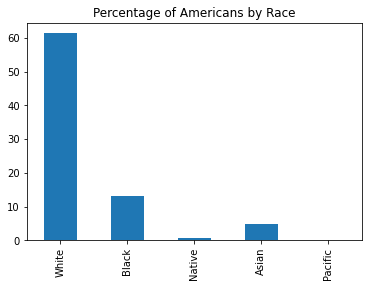 Percentage of Americans by Race
60
50
40
30
20
10
0
White
Black
Native
Asian
Pacific